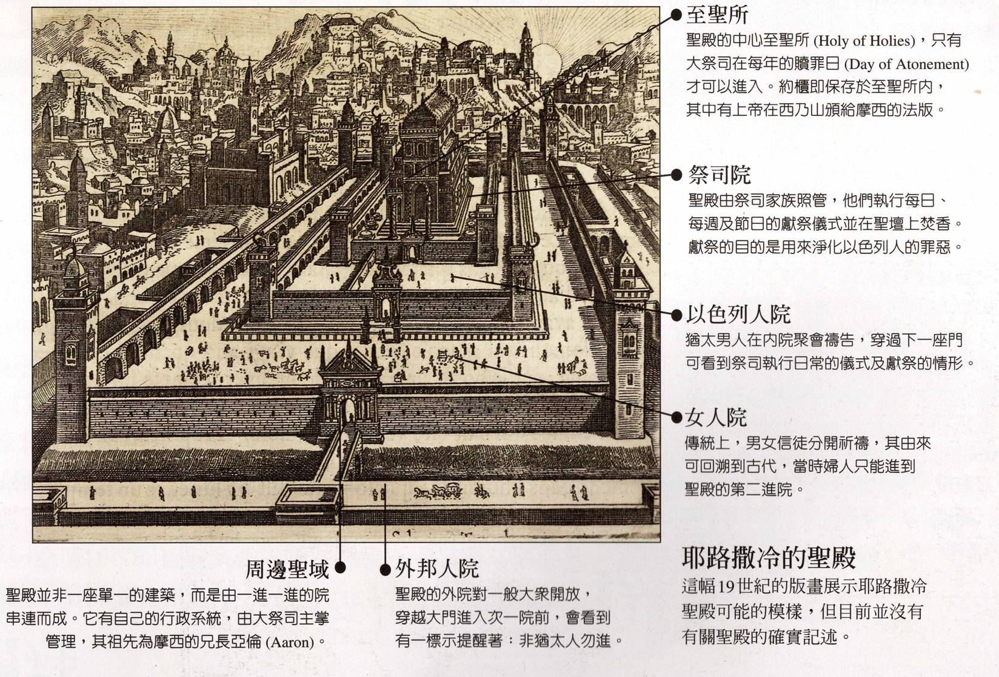 至聖所
聖殿的中心至聖所 (Holy of Holies)，只有
大祭司在每年的贖罪日 (Day of Atonement)
才可以進入。約櫃即保存於至聖所内，
其中有上帝在西乃山頒給摩西的法版。
祭司院
聖殿由祭司家族照管，他們執行每日、
每週及節日的獻祭儀式並在聖壇上焚香。
獻祭的目的是用來淨化以色列人的罪惡。
以色列人院
猶太男人在内院聚會禱告，穿過下一座門
可看到祭司執行日常的儀式及獻祭的情形。
女人院
傳統上，男女信徒分開祈禱，其由來
可回溯到古代，當時婦人只能進到
聖殿的第二進院。
周邊聖域
聖殿並非一座單一的建築，而是由一進一進的院
串連而成。它有自己的行政系統，由大祭司主掌
管理，其祖先為摩西的兄長亞倫 (Aaron)。
外邦人院
聖殿的外院對一般大眾開放，
穿越大門進入次一院前，會看到
有一標示提醒著：非猶太人勿進。
耶路撒冷的聖殿
這幅19世紀的版畫展示耶路撒冷
聖殿可能的模樣，但目前並沒有
有關聖殿的確實記述。